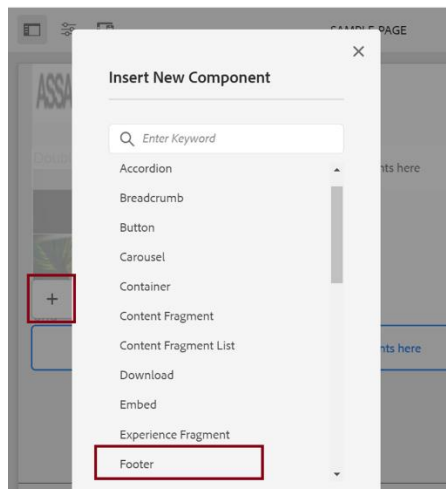 SAMPLE PAGE
Insert New Component
Enter Keyword
Accordion
Breadcrumb
Button
Carousel
Container
Content Fragment
Content Fragment List
Download
Embed
Experience Fragment
Footer
ASSA
nts here
+
nts here